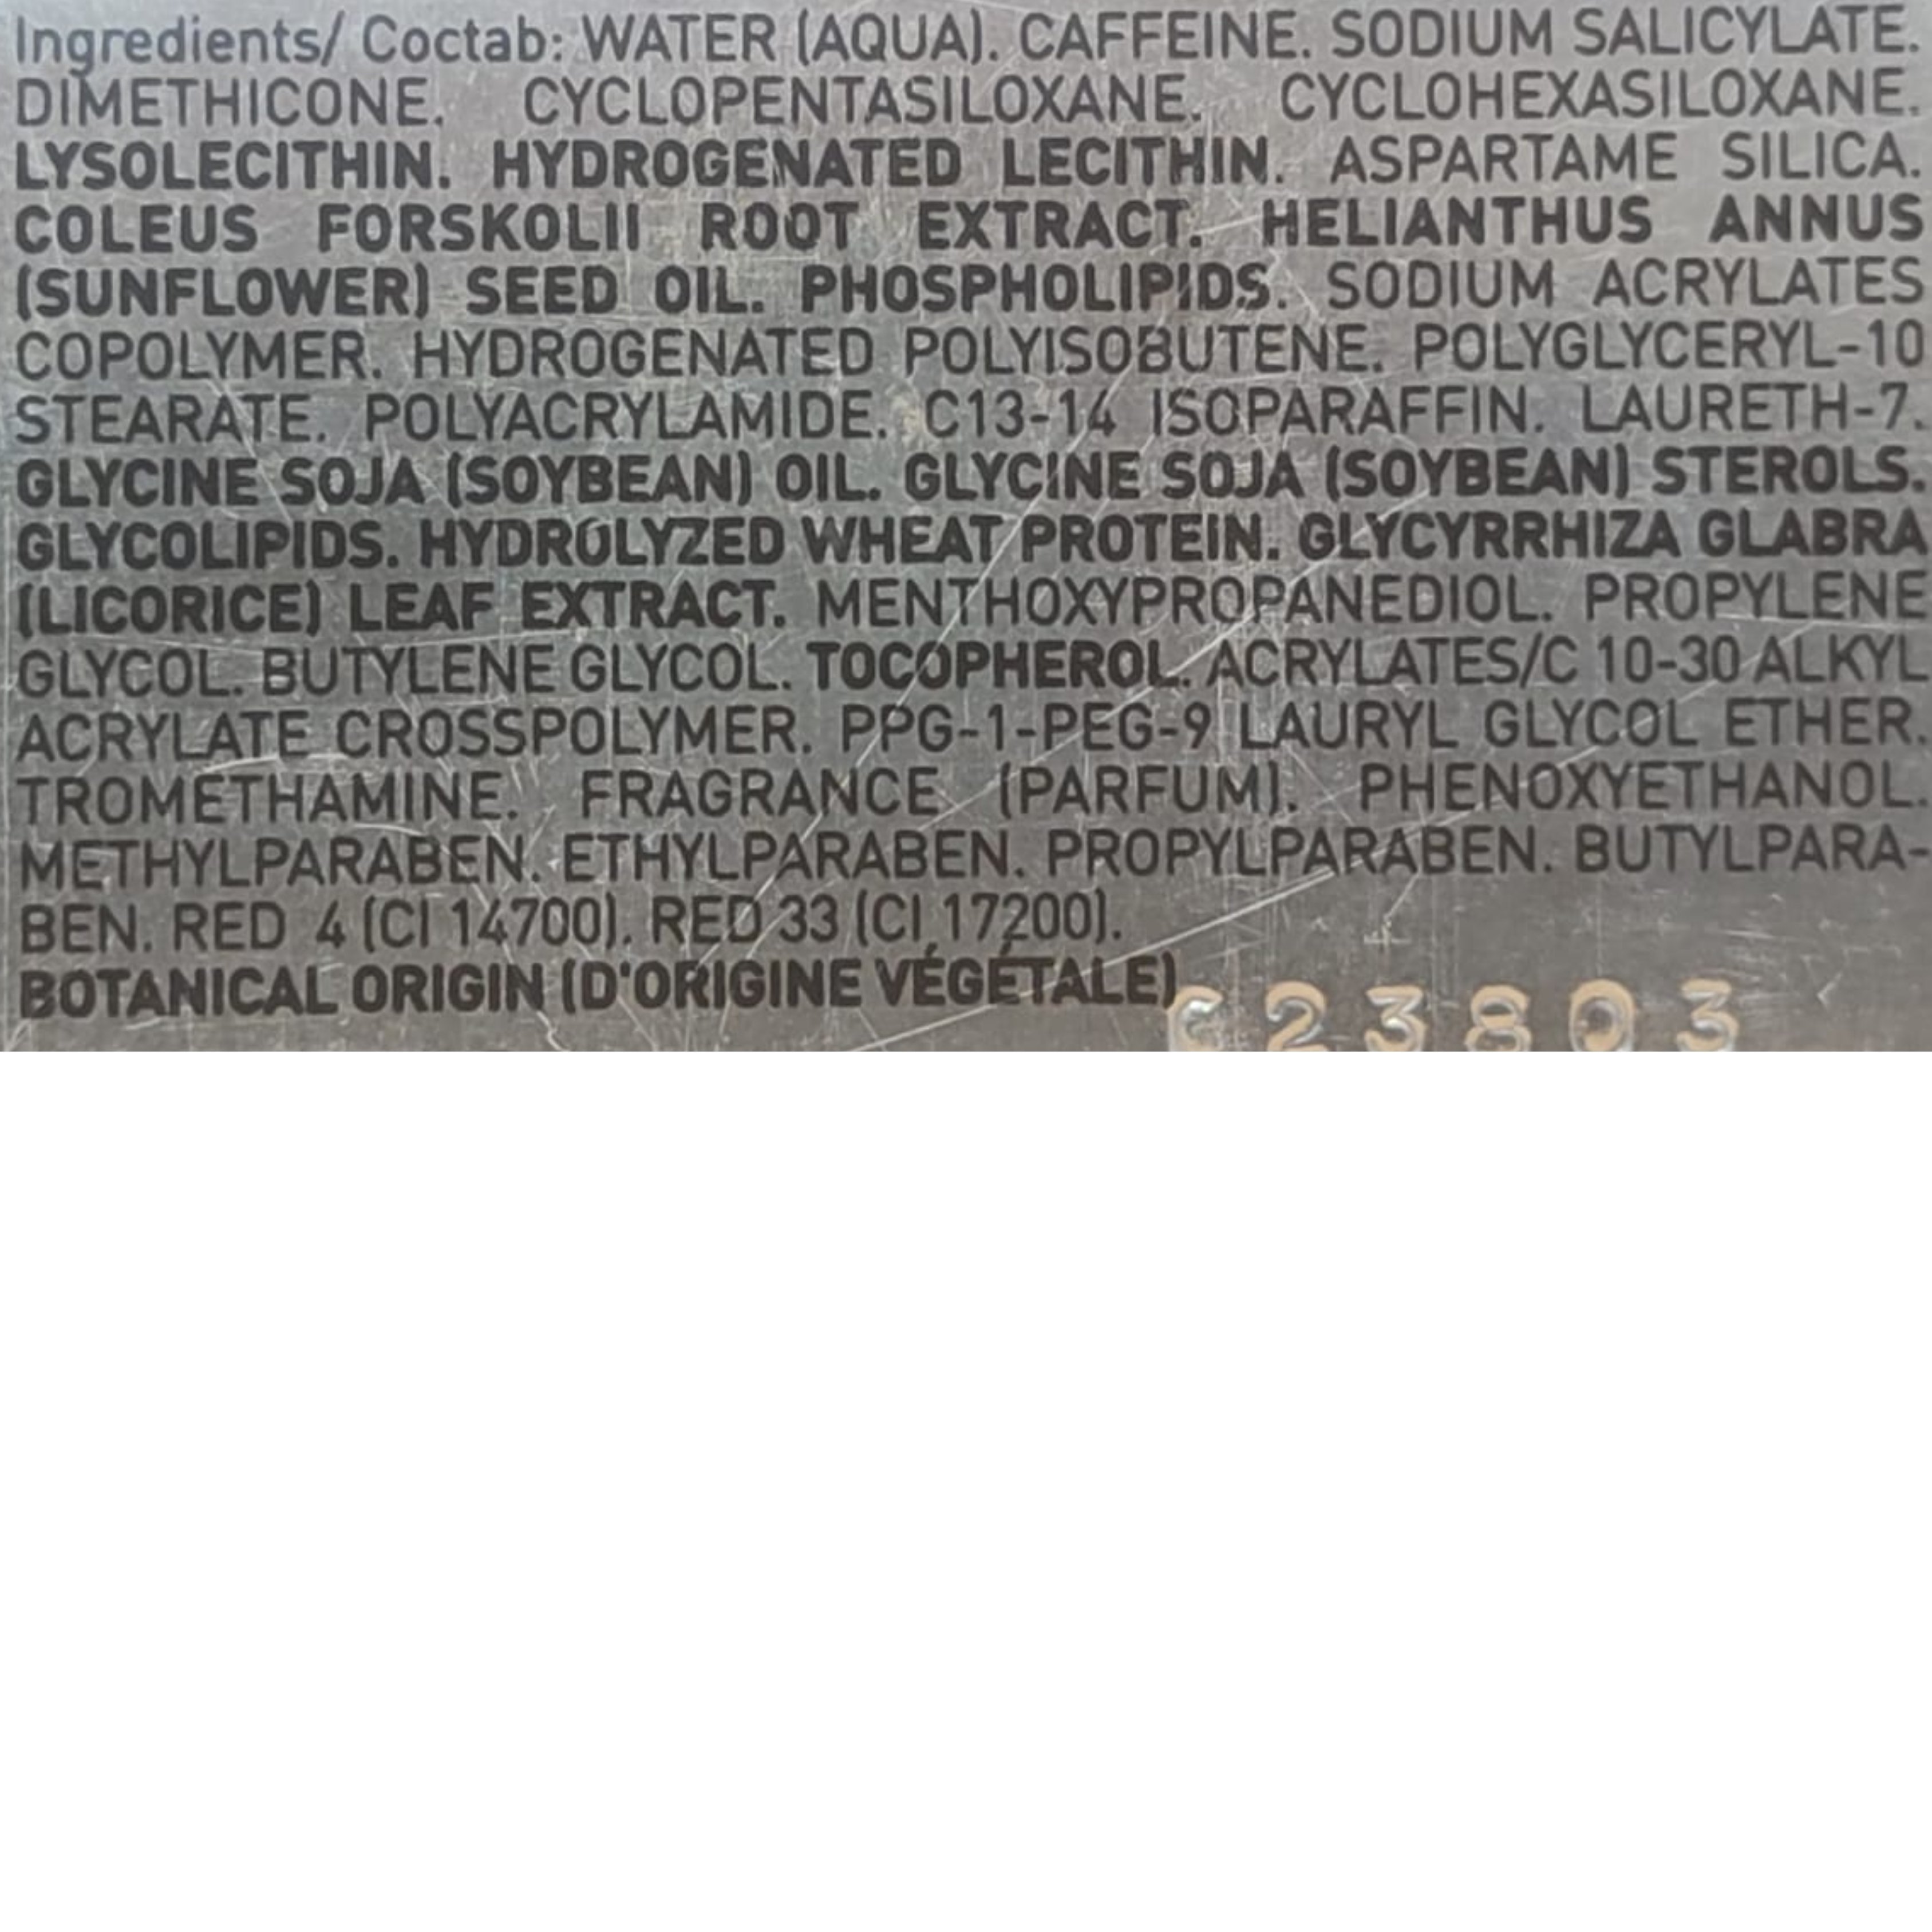 Ingredients/ Coctab: WATER (AQUA). CAFFEINE. SODIUM SALICYLATE.
DIMETHICONE. CYCLOPENTASILOXANE. CYCLOHEXASILOXANE.
LYSOLECITHIN. HYDROGENATED LECITHIN. ASPARTAME SILICA.
COLEUS FORSKOLII ROOT EXTRACT. HELIANTHUS ANNUS
(SUNFLOWER) SEED OIL. PHOSPHOLIPIDS. SODIUM ACRYLATES
COPOLYMER. HYDROGENATED POLYISOBUTENE. POLYGLYCERYL-10
STEARATE. POLYACRYLAMIDE. C13-14 ISOPARAFFIN. LAURETH-7.
GLYCINE SOJA (SOYBEAN) OIL. GLYCINE SOJA (SOYBEAN) STEROLS.
GLYCOLIPIDS. HYDROLYZED WHEAT PROTEIN. GLYCYRRHIZA GLABRA
(LICORICE) LEAF EXTRACT. MENTHOXYPROPANEDIOL. PROPYLENE
GLYCOL. BUTYLENE GLYCOL. TOCOPHEROL. ACRYLATES/C 10-30 ALKYL
ACRYLATE CROSSPOLYMER. PPG-1-PEG-9 LAURYL GLYCOL ETHER.
TROMETHAMINE. FRAGRANCE (PARFUM). PHENOXYETHANOL.
METHYLPARABEN. ETHYLPARABEN. PROPYLPARABEN. BUTYLPARA-
BEN. RED 4 (CI 14700). RED 33 (CI 17200).
BOTANICAL ORIGIN (D'ORIGINE VÉGÉTALE)
C23803